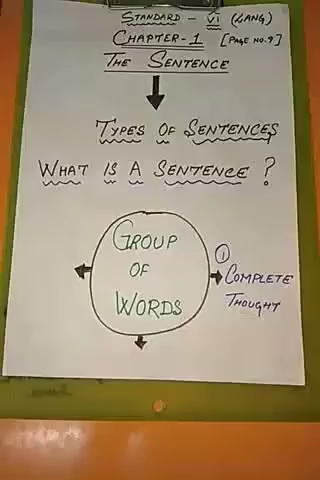 STANDARD - VI (LANG)
CHAPTER-1 [PAGE NO.9]
THE SENTENCE
TYPES OF SENTENCES
WHAT IS A SENTENCE ?
GROUP
OF
WORDS
① COMPLETE
THOUGHT